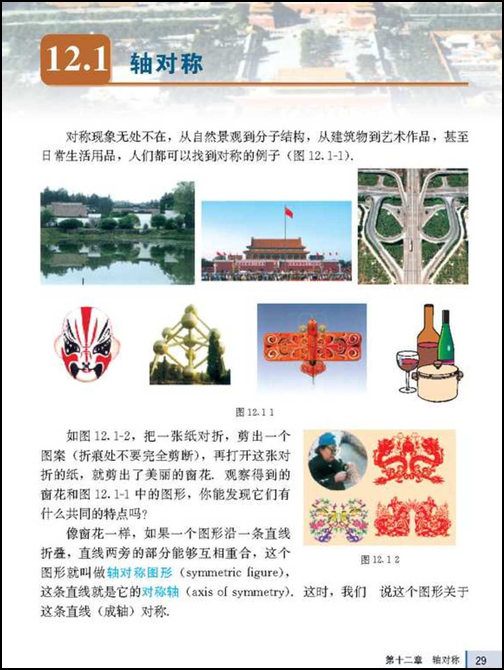 12.1 轴对称
对称现象无处不在，从自然景观到分子结构，从建筑物到艺术作品，甚至
日常生活用品，人们都可以找到对称的例子（图 12.1-1）.
图 12.1 1
如图 12.1-2，把一张纸对折，剪出一个
图案（折痕处不要完全剪断），再打开这张对
折的纸，就剪出了美丽的窗花. 观察得到的
窗花和图 12.1-1 中的图形，你能发现它们有
什么共同的特点吗？
像窗花一样，如果一个图形沿一条直线
折叠，直线两旁的部分能够互相重合，这个
图形就叫做轴对称图形（symmetric figure），
这条直线就是它的对称轴（axis of symmetry）. 这时，我们 说这个图形关于
这条直线（成轴）对称.
图 12.1 2
第十二章 轴对称 29